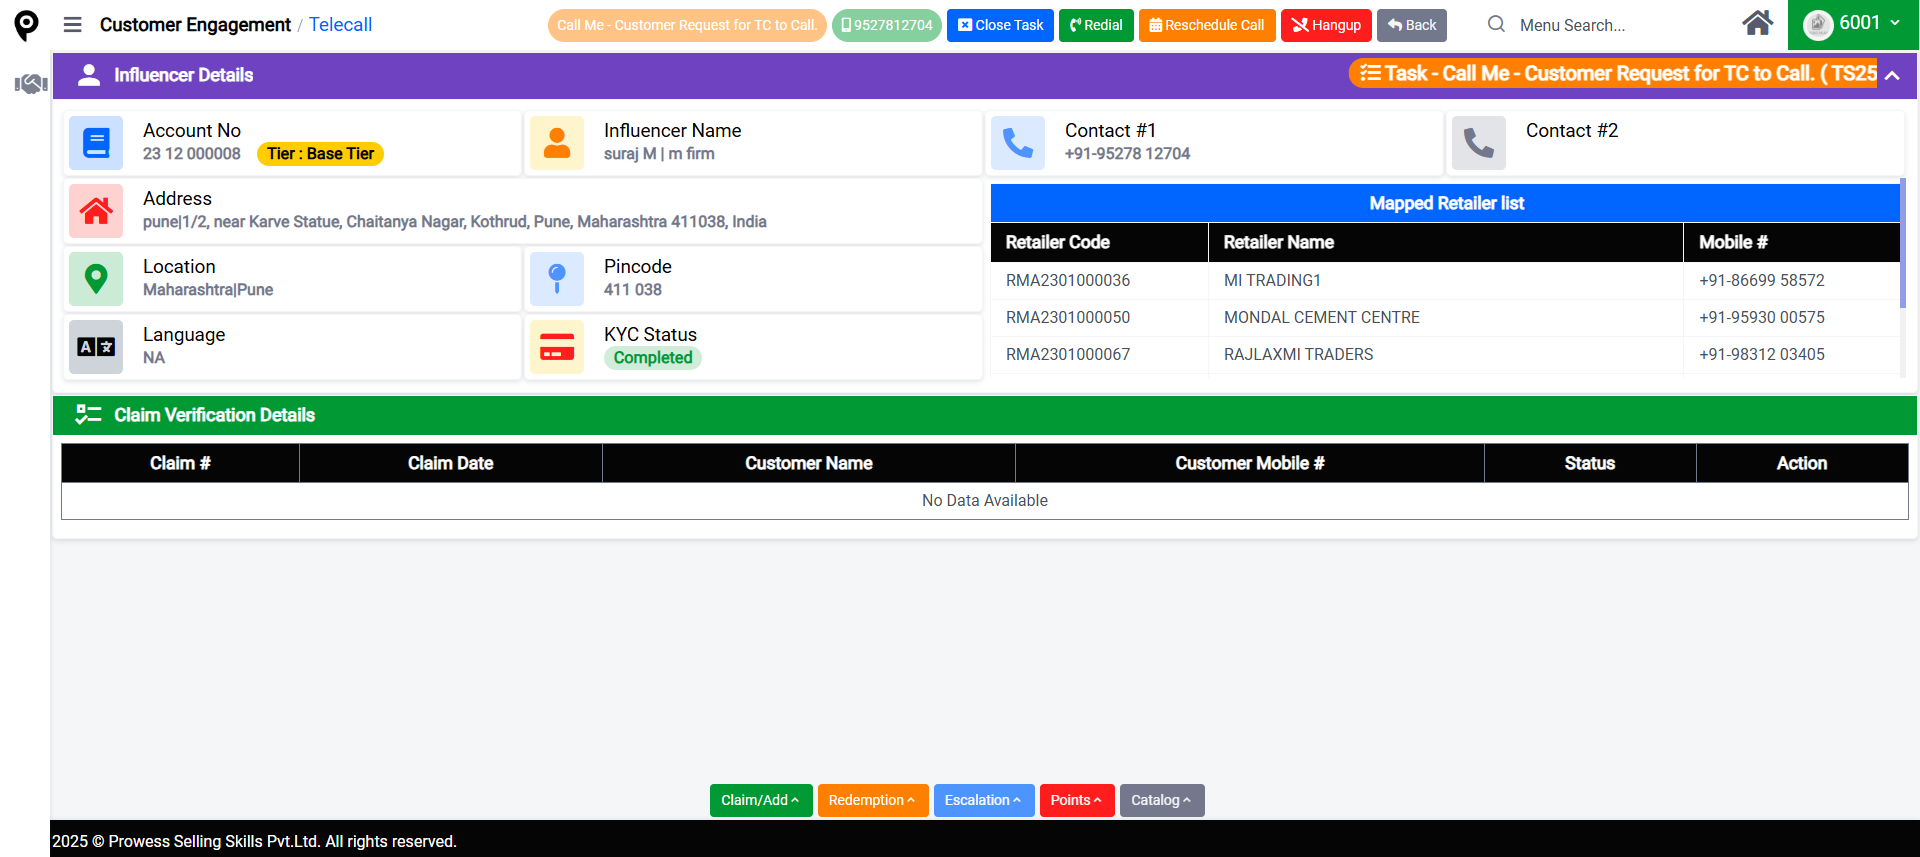 Customer Engagement / Telecall
Call Me - Customer Request for TC to Call.
9527812704
Close Task
Redial
Reschedule Call
Hangup
Back
Menu Search...
6001
Influencer Details
Task - Call Me - Customer Request for TC to Call. ( TS25
Account No
23 12 000008
Tier : Base Tier
Influencer Name
suraj M | m firm
Contact #1
+91-95278 12704
Contact #2
Address
pune|1/2, near Karve Statue, Chaitanya Nagar, Kothrud, Pune, Maharashtra 411038, India
Location
Maharashtra|Pune
Pincode
411 038
Language
NA
KYC Status
Completed
Mapped Retailer list
Retailer Code Retailer Name Mobile #
RMA2301000036 MI TRADING1 +91-86699 58572
RMA2301000050 MONDAL CEMENT CENTRE +91-95930 00575
RMA2301000067 RAJLAXMI TRADERS +91-98312 03405
Claim Verification Details
Claim # Claim Date Customer Name Customer Mobile # Status Action
No Data Available
Claim/Add
Redemption
Escalation
Points
Catalog
2025 © Prowess Selling Skills Pvt.Ltd. All rights reserved.